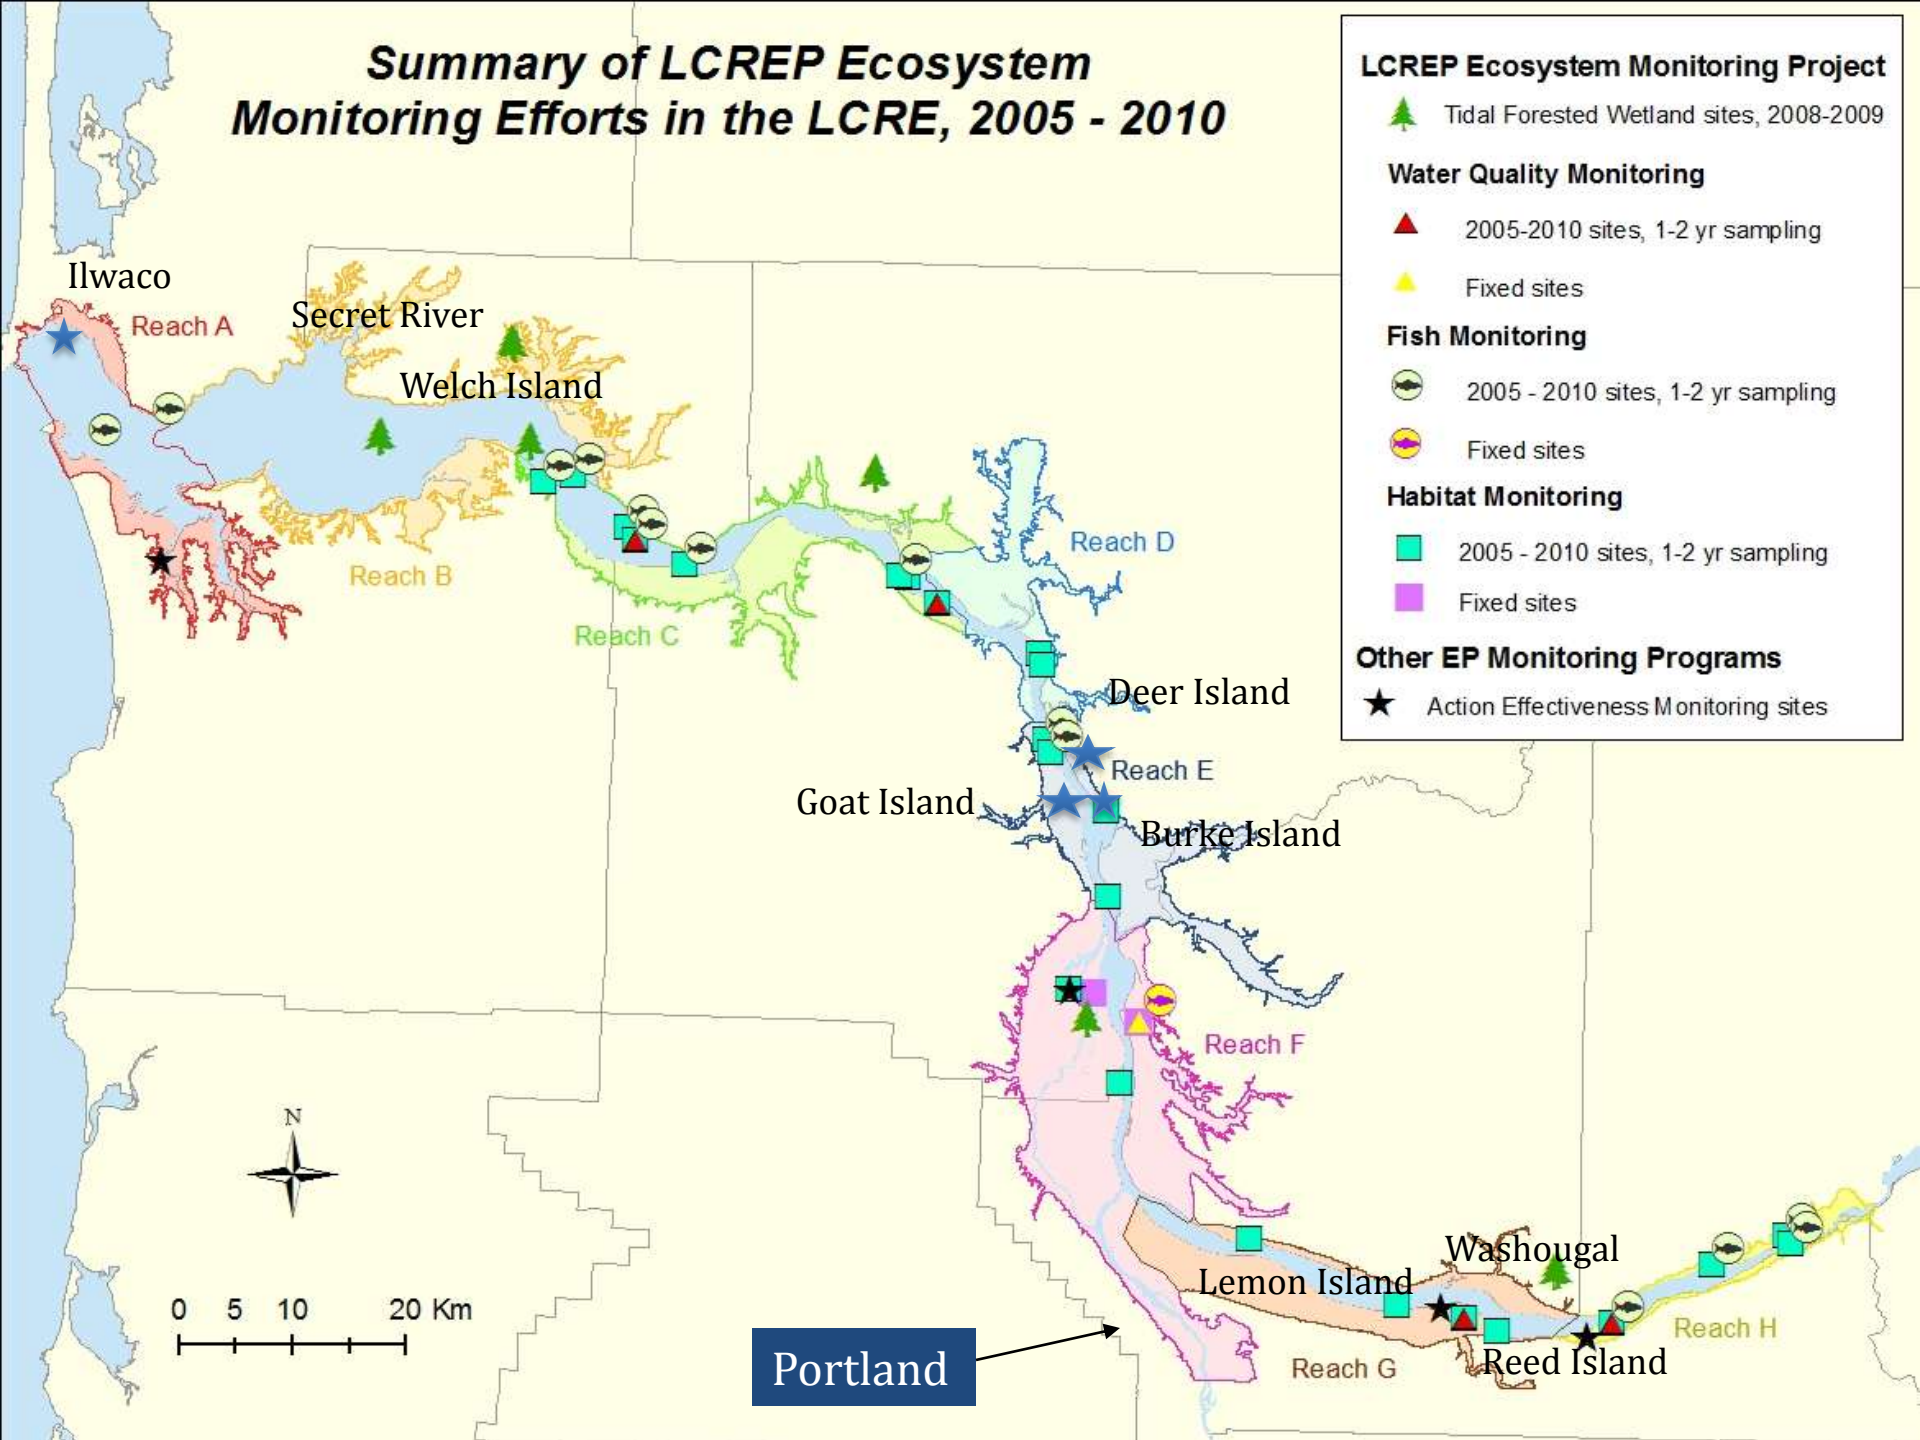 Summary of LCREP Ecosystem
Monitoring Efforts in the LCRE, 2005 - 2010
LCREP Ecosystem Monitoring Project
Tidal Forested Wetland sites, 2008-2009
Water Quality Monitoring
2005-2010 sites, 1-2 yr sampling
Fixed sites
Fish Monitoring
2005 - 2010 sites, 1-2 yr sampling
Fixed sites
Habitat Monitoring
2005 - 2010 sites, 1-2 yr sampling
Fixed sites
Other EP Monitoring Programs
Action Effectiveness Monitoring sites
Ilwaco
Reach A
Secret River
Welch Island
Reach B
Reach C
Reach D
Deer Island
Reach E
Goat Island
Burke Island
Reach F
N
Washougal
Lemon Island
0 5 10 20 Km
Reach H
Portland
Reach G
Reed Island